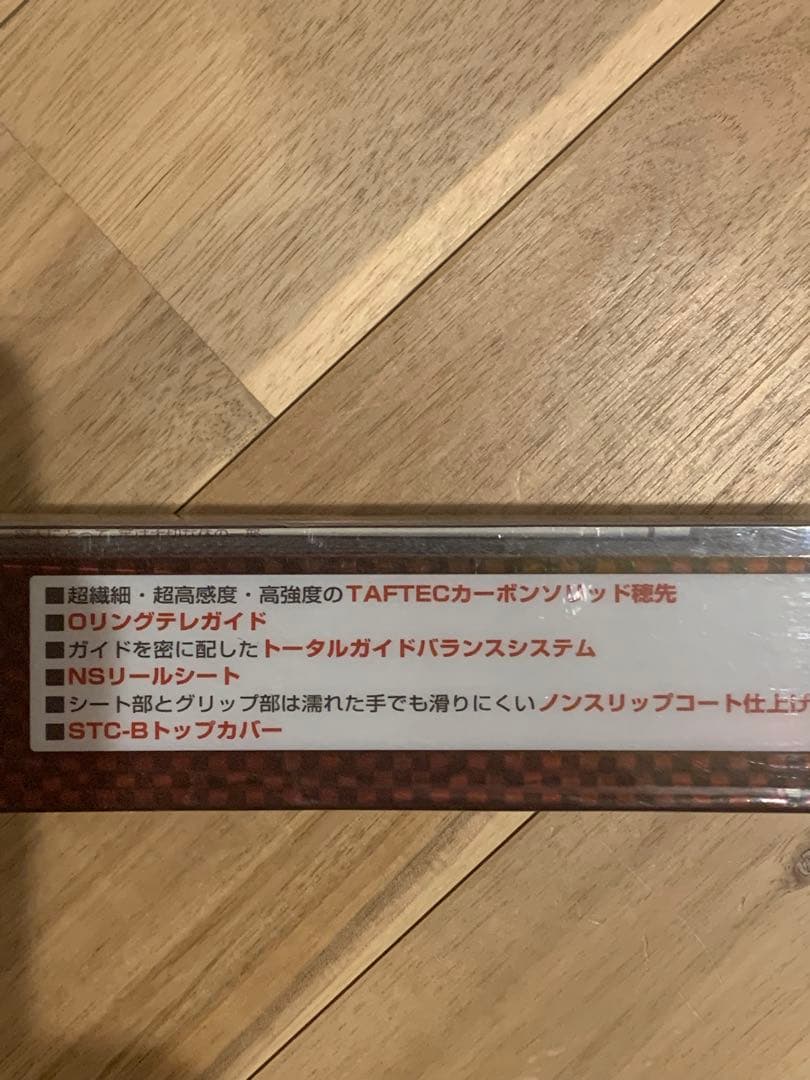 ■超繊細・超高感度・高強度のTAFTECカーボンソリッド穂先
■Oリングテレガイド
■ガイドを密に配したトータルガイドバランスシステム
■NSリールシート
■シート部とグリップ部は濡れた手でも滑りにくいノンスリップコート仕上げ
■STC-Bトップカバー